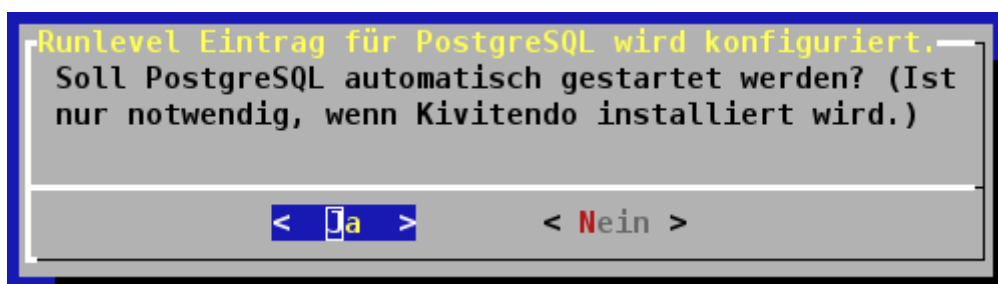 Runlevel Eintrag für PostgreSQL wird konfiguriert.
Soll PostgreSQL automatisch gestartet werden? (Ist
nur notwendig, wenn Kivitendo installiert wird.)
< Ja > < Nein >